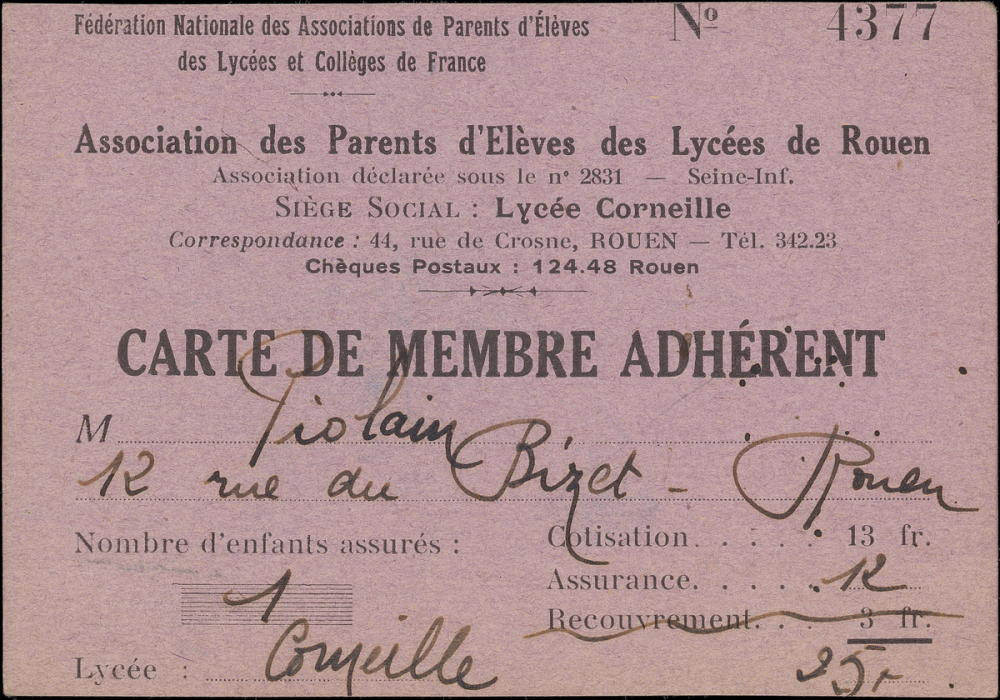 Fédération Nationale des Associations de Parents d'Élèves
des Lycées et Collèges de France
Nº 4377
Association des Parents d'Elèves des Lycées de Rouen
Association déclarée sous le nº 2831 — Seine-Inf.
SIÈGE SOCIAL : Lycée Corneille
Correspondance : 44, rue de Crosne, ROUEN — Tél. 342.23
Chèques Postaux : 124.48 Rouen
CARTE DE MEMBRE ADHÉRENT
M Piolain
12 rue du Bizet - Rouen
Nombre d'enfants assurés :
1
Lycée : Corneille
Cotisation. . . . . . 13 fr.
Assurance. . . . . . 12
Recouvrement. . . 3 fr.
25 fr